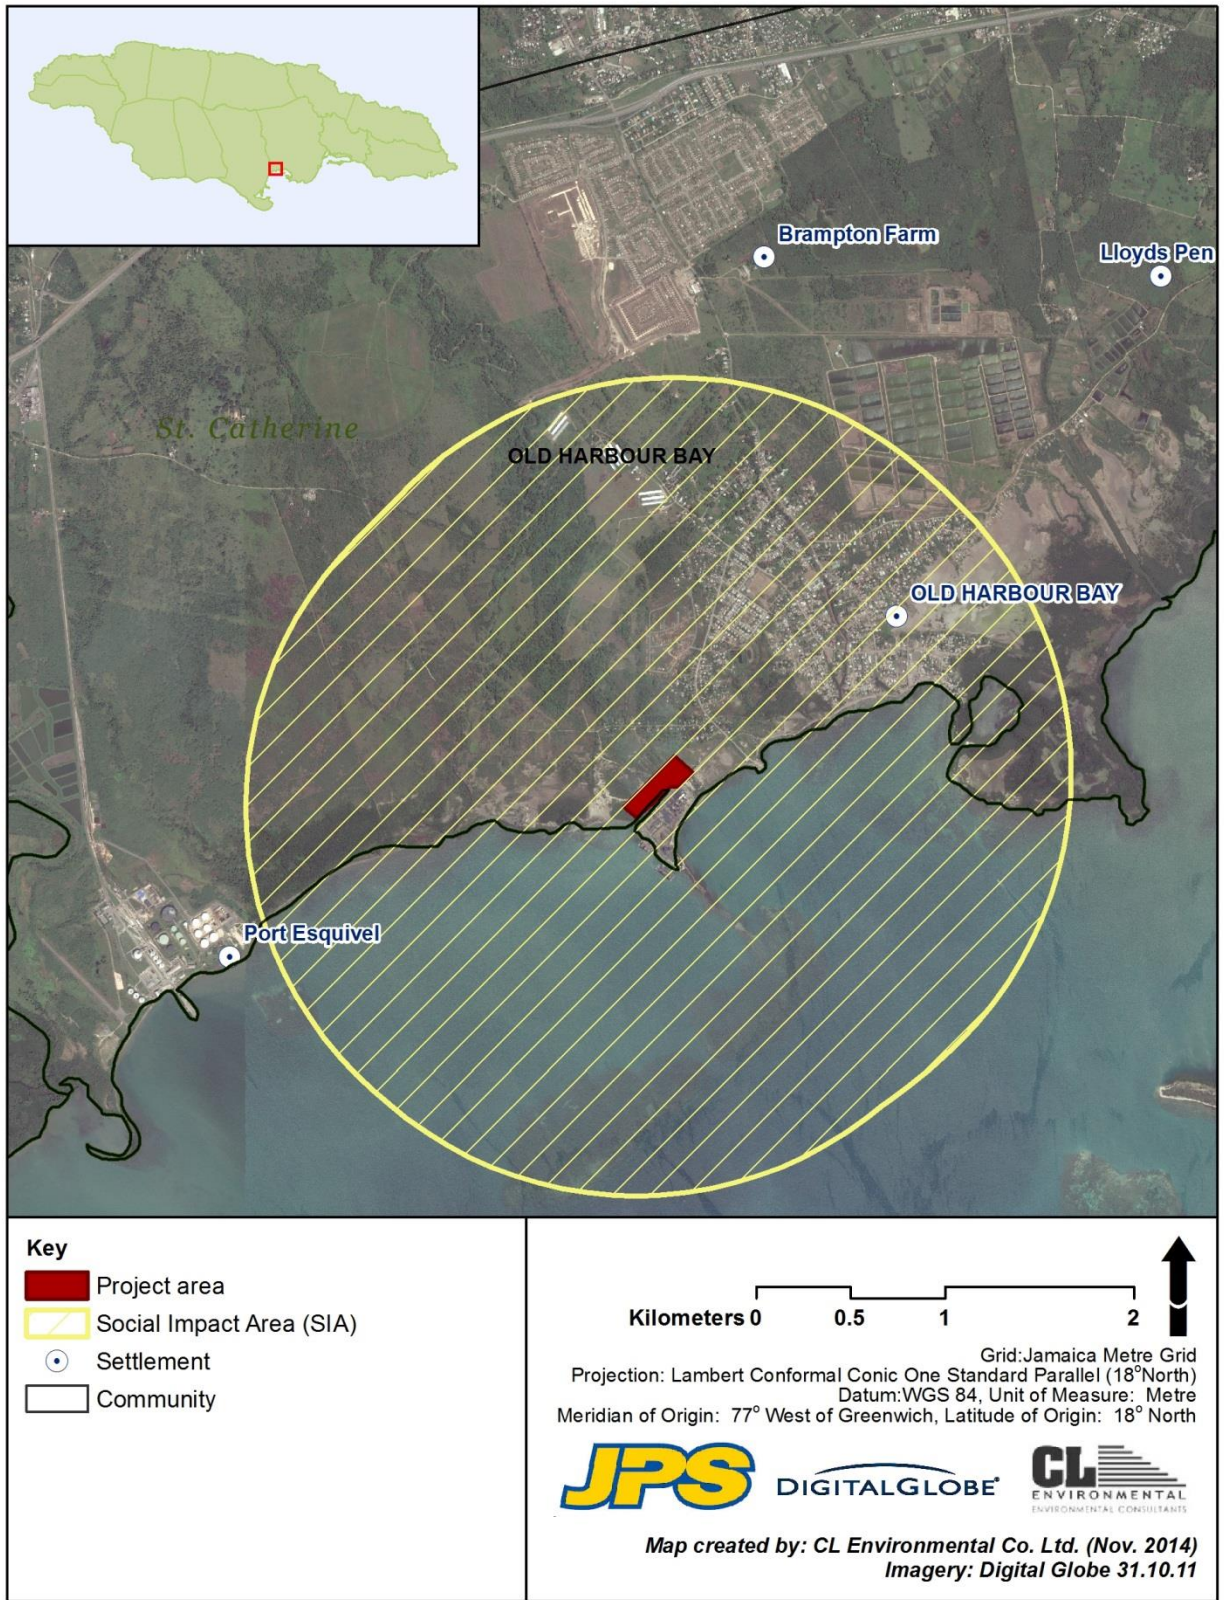 Brampton Farm
Lloyds Pen
St. Catherine
OLD HARBOUR BAY
OLD HARBOUR BAY
Port Esquivel
Key
Project area
Social Impact Area (SIA)
Settlement
Community
Kilometers 0 0.5 1 2
Grid:Jamaica Metre Grid
Projection: Lambert Conformal Conic One Standard Parallel (18°North)
Datum:WGS 84, Unit of Measure: Metre
Meridian of Origin: 77° West of Greenwich, Latitude of Origin: 18° North
JPS
DIGITALGLOBE®
CL
ENVIRONMENTAL
ENVIRONMENTAL CONSULTANTS
Map created by: CL Environmental Co. Ltd. (Nov. 2014)
Imagery: Digital Globe 31.10.11